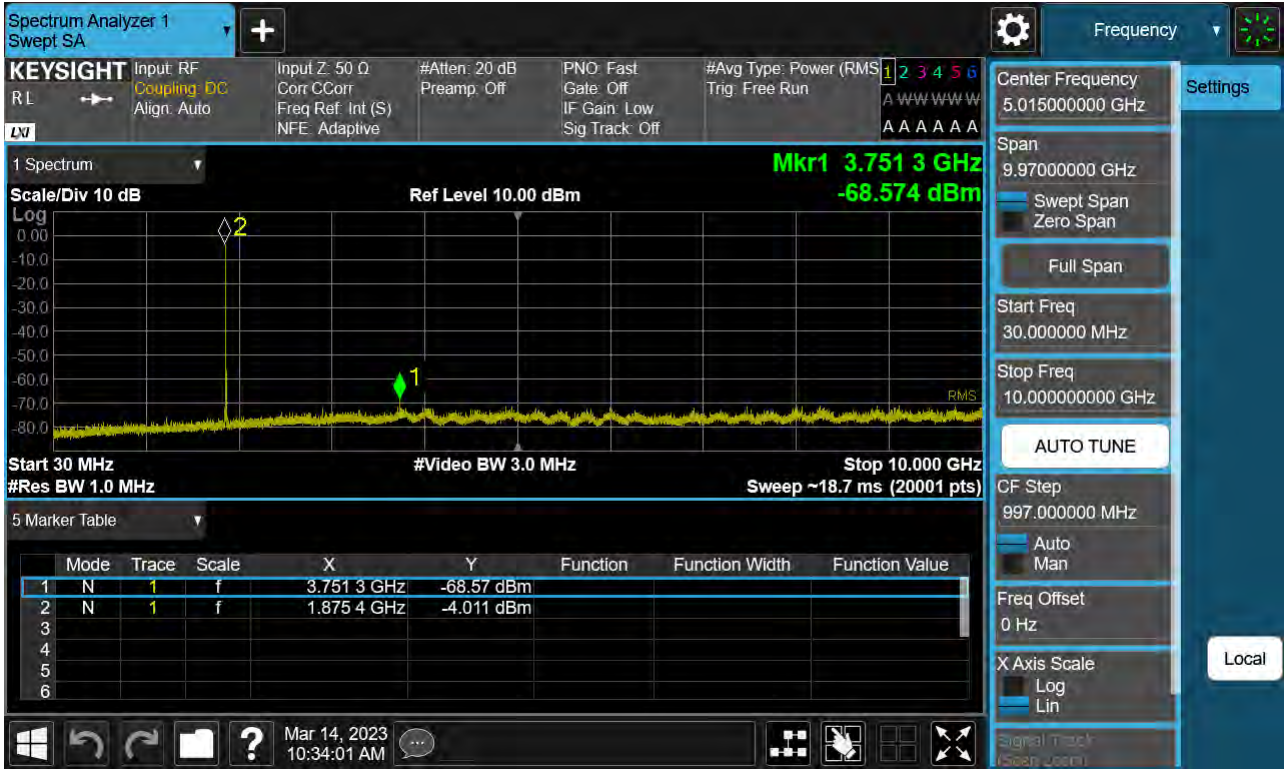 Spectrum Analyzer 1
Swept SA
+
Frequency
KEYSIGHT
R L
LXI
Input: RF
Coupling: DC
Align: Auto
Input Z: 50 Ω
Corr CCorr
Freq Ref: Int (S)
NFE: Adaptive
#Atten: 20 dB
Preamp: Off
PNO: Fast
Gate: Off
IF Gain: Low
Sig Track: Off
#Avg Type: Power (RMS
Trig: Free Run
1 2 3 4 5 6
A W W W W W
A A A A A A
1 Spectrum
Mkr1 3.751 3 GHz
Scale/Div 10 dB
Ref Level 10.00 dBm
-68.574 dBm
Log
0.00
-10.0
-20.0
-30.0
-40.0
-50.0
-60.0
-70.0
-80.0
2
1
RMS
Start 30 MHz
#Video BW 3.0 MHz
Stop 10.000 GHz
#Res BW 1.0 MHz
Sweep ~18.7 ms (20001 pts)
5 Marker Table
Mode Trace Scale X Y Function Function Width Function Value
1 N 1 f 3.751 3 GHz -68.57 dBm
2 N 1 f 1.875 4 GHz -4.011 dBm
3
4
5
6
?
Mar 14, 2023
10:34:01 AM
Center Frequency
5.015000000 GHz
Span
9.97000000 GHz
Swept Span
Zero Span
Full Span
Start Freq
30.000000 MHz
Stop Freq
10.000000000 GHz
AUTO TUNE
CF Step
997.000000 MHz
Auto
Man
Freq Offset
0 Hz
X Axis Scale
Log
Lin
Signal Track
(Span Zoom)
Settings
Local